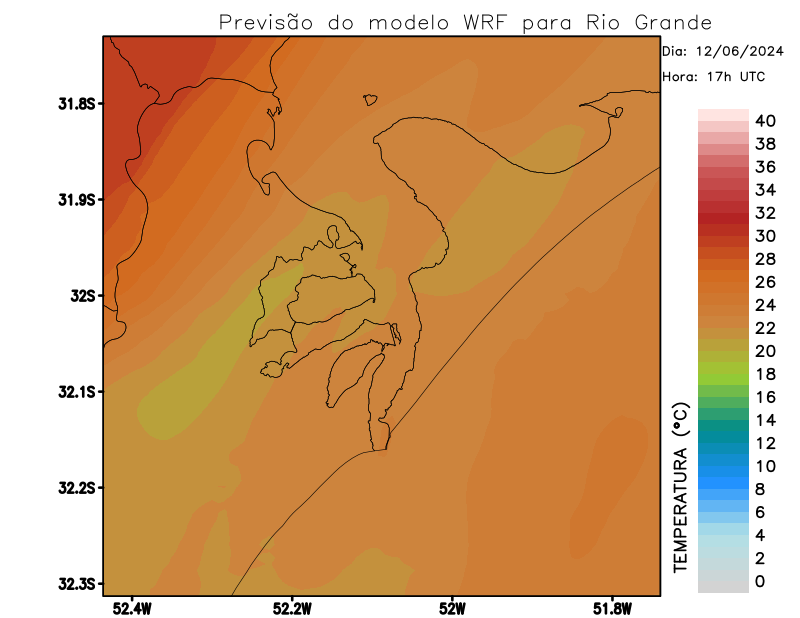 Previsão do modelo WRF para Rio Grande
Dia: 12/06/2024
Hora: 17h UTC
31.8S
31.9S
32S
32.1S
32.2S
32.3S
52.4W
52.2W
52W
51.8W
TEMPERATURA (°C)
40
38
36
34
32
30
28
26
24
22
20
18
16
14
12
10
8
6
4
2
0